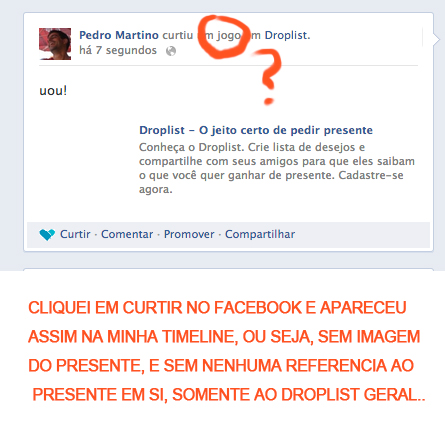 Pedro Martino curtiu um jogo em Droplist.
há 7 segundos
uou!
Droplist - O jeito certo de pedir presente
Conheça o Droplist. Crie lista de desejos e
compartilhe com seus amigos para que eles saibam
o que você quer ganhar de presente. Cadastre-se
agora.
Curtir · Comentar · Promover · Compartilhar
?
CLIQUEI EM CURTIR NO FACEBOOK E APARECEU
ASSIM NA MINHA TIMELINE, OU SEJA, SEM IMAGEM
DO PRESENTE, E SEM NENHUMA REFERENCIA AO
PRESENTE EM SI, SOMENTE AO DROPLIST GERAL..